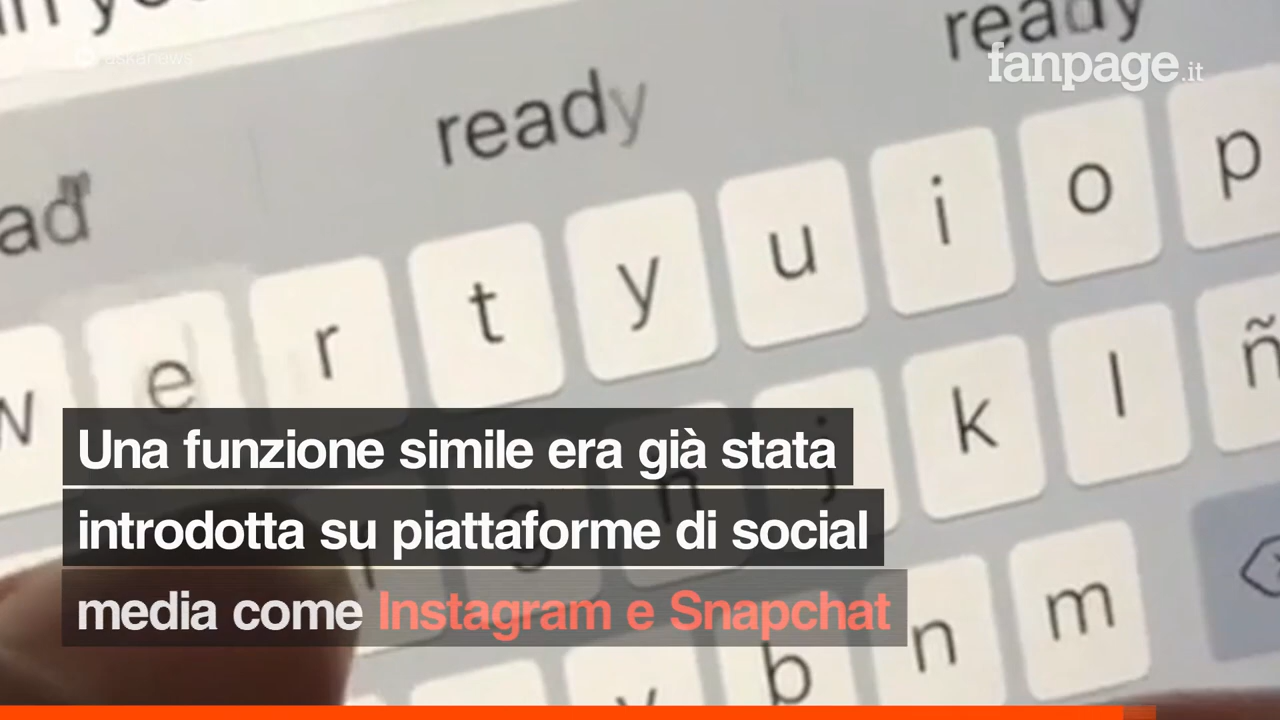 ready
fanpage.it
askanews
ready
ad"
w e r t y u i o p
g h j k l ñ
v b n m
Una funzione simile era già stata
introdotta su piattaforme di social
media come Instagram e Snapchat